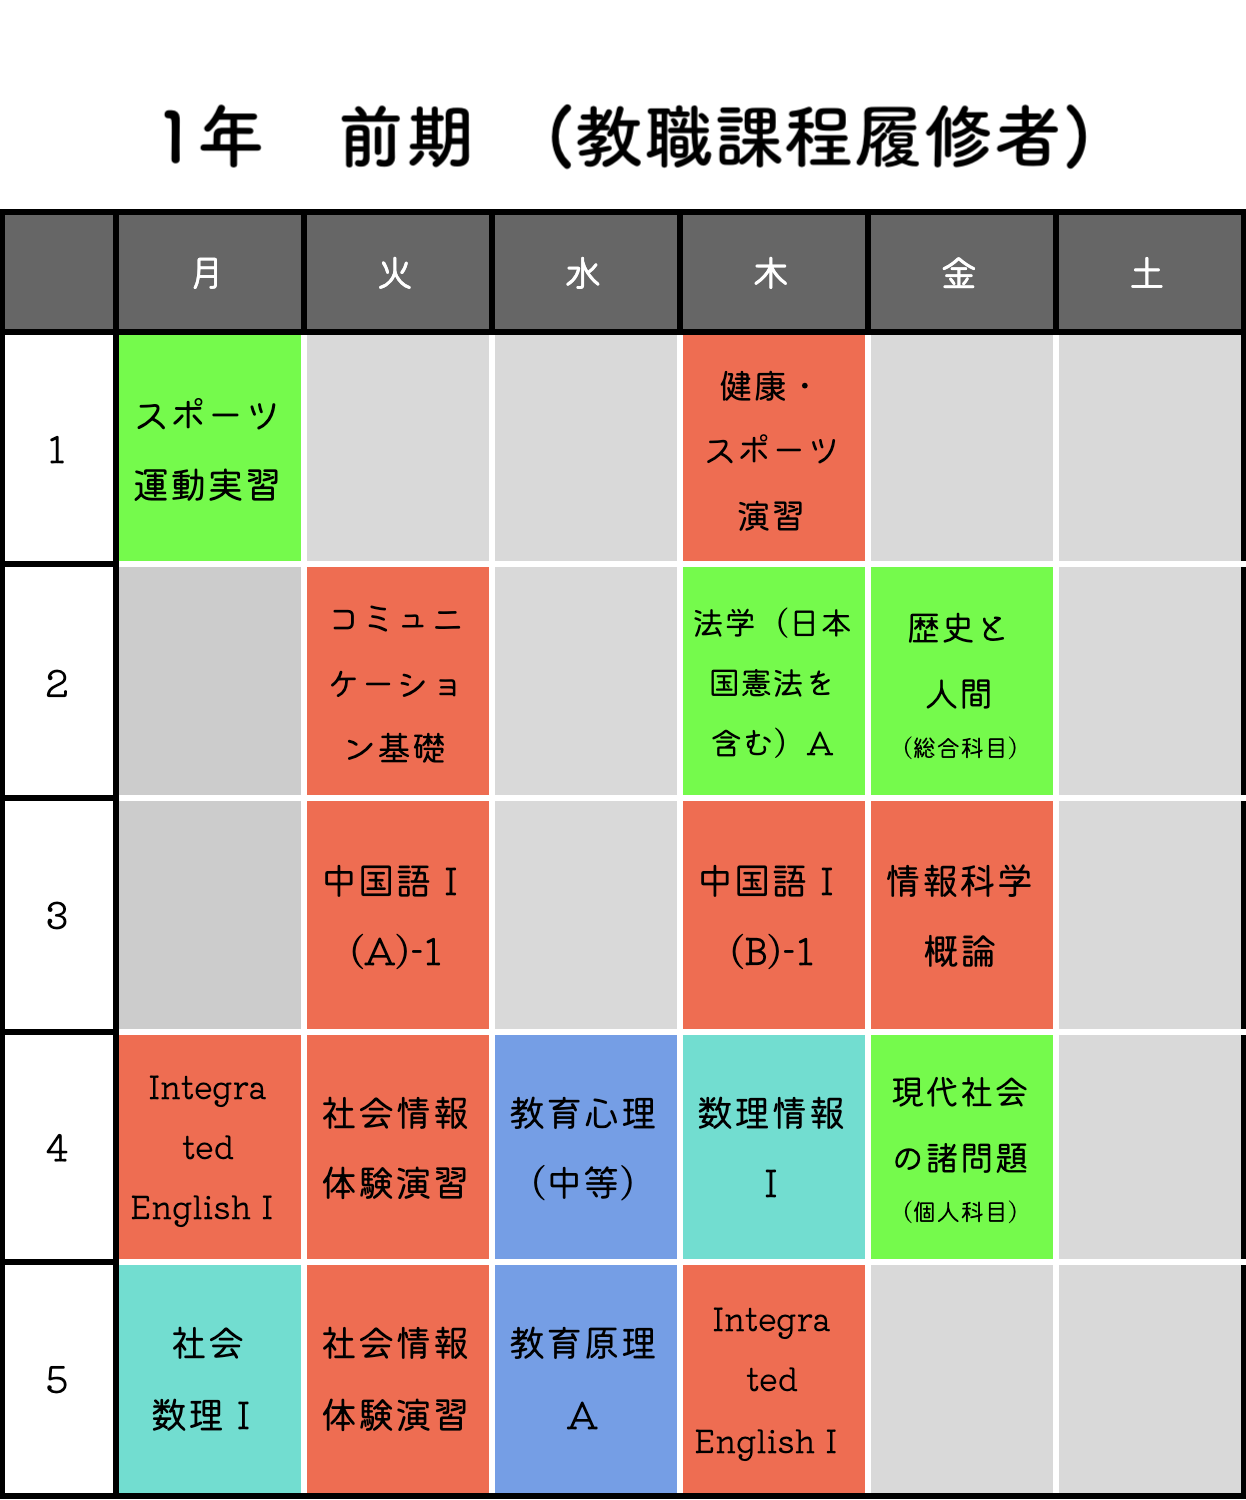 1年 前期 （教職課程履修者）
月 火 水 木 金 土
1
スポーツ
運動実習
健康・
スポーツ
演習
2
コミュニ
ケーショ
ン基礎
法学（日本
国憲法を
含む）A
歴史と
人間
（総合科目）
3
中国語 I
(A)-1
中国語 I
(B)-1
情報科学
概論
4
Integra
ted
English I
社会情報
体験演習
教育心理
（中等）
数理情報
I
現代社会
の諸問題
（個人科目）
5
社会
数理 I
社会情報
体験演習
教育原理
A
Integra
ted
English I